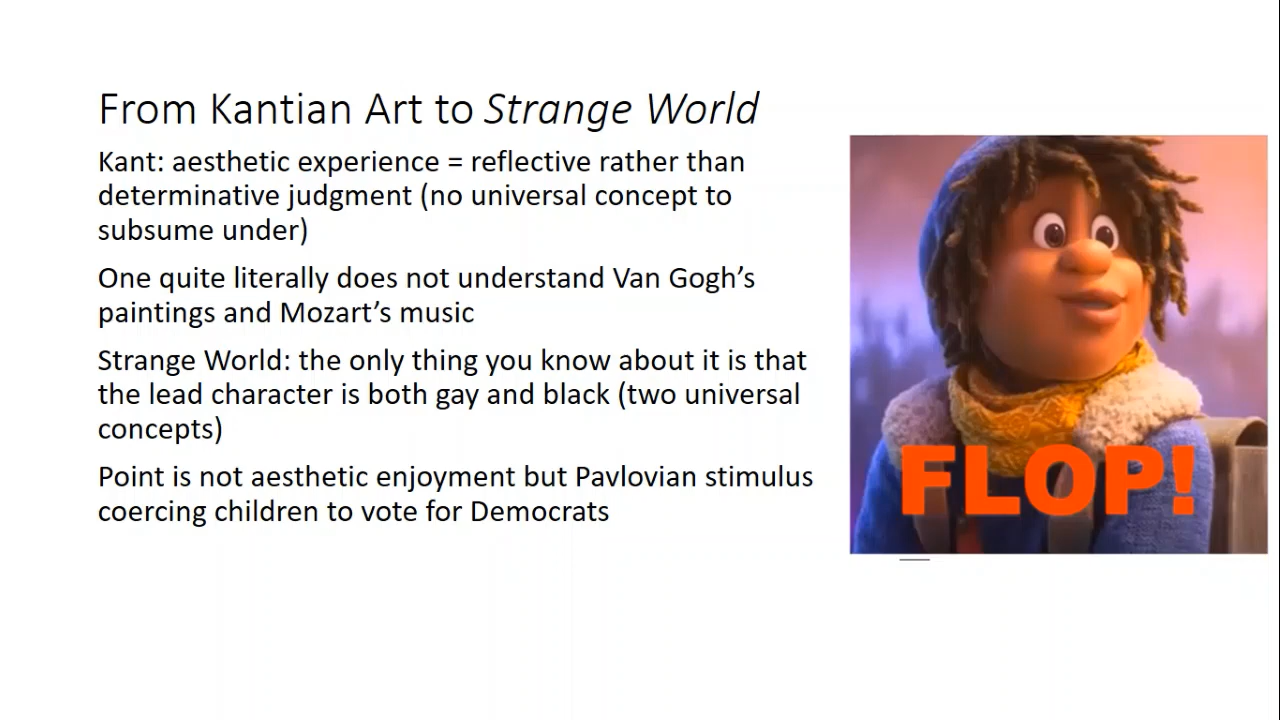 From Kantian Art to Strange World
Kant: aesthetic experience = reflective rather than
determinative judgment (no universal concept to
subsume under)
One quite literally does not understand Van Gogh’s
paintings and Mozart’s music
Strange World: the only thing you know about it is that
the lead character is both gay and black (two universal
concepts)
Point is not aesthetic enjoyment but Pavlovian stimulus
coercing children to vote for Democrats
FLOP!